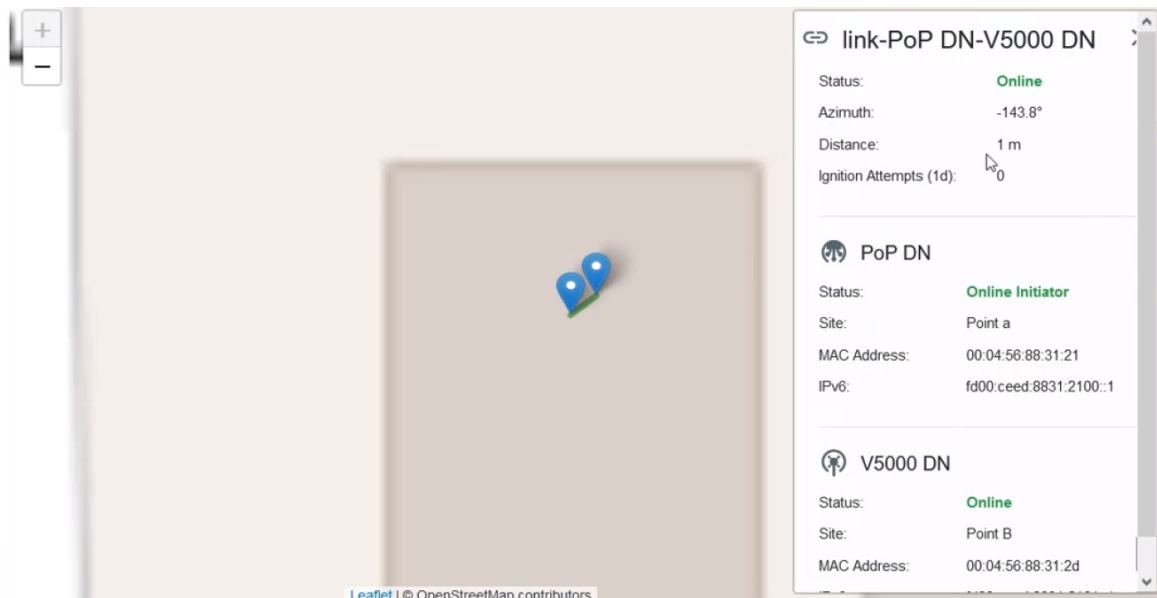 +
−
link-PoP DN-V5000 DN
Status: Online
Azimuth: -143.8°
Distance: 1 m
Ignition Attempts (1d): 0
PoP DN
Status: Online Initiator
Site: Point a
MAC Address: 00:04:56:88:31:21
IPv6: fd00:ceed:8831:2100::1
V5000 DN
Status: Online
Site: Point B
MAC Address: 00:04:56:88:31:2d
Leaflet | © OpenStreetMap contributors